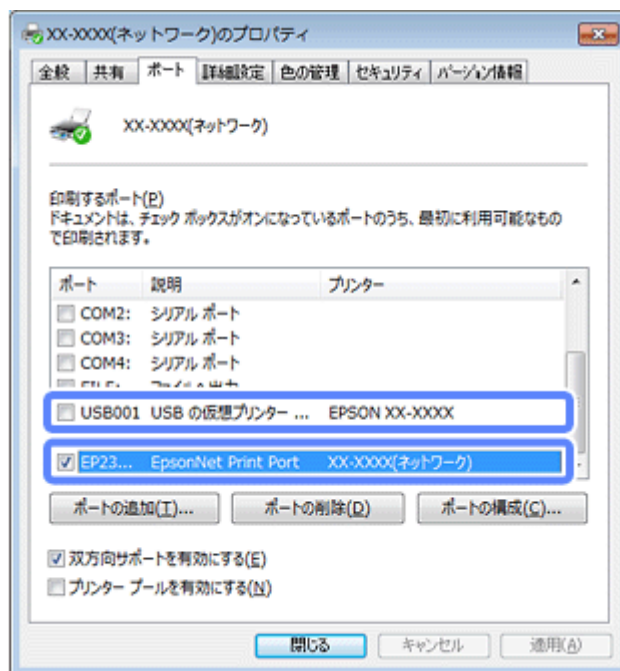 XX-XXXX(ネットワーク)のプロパティ
全般 共有 ポート 詳細設定 色の管理 セキュリティ バージョン情報
XX-XXXX(ネットワーク)
印刷するポート(P)
ドキュメントは、チェック ボックスがオンになっているポートのうち、最初に利用可能なもの
で印刷されます。
ポート 説明 プリンター
COM2: シリアル ポート
COM3: シリアル ポート
COM4: シリアル ポート
FILE: ファイルへ出力
USB001 USB の仮想プリンター ... EPSON XX-XXXX
EP23... EpsonNet Print Port XX-XXXX(ネットワーク)
ポートの追加(T)... ポートの削除(D) ポートの構成(C)...
双方向サポートを有効にする(E)
プリンター プールを有効にする(N)
閉じる キャンセル 適用(A)